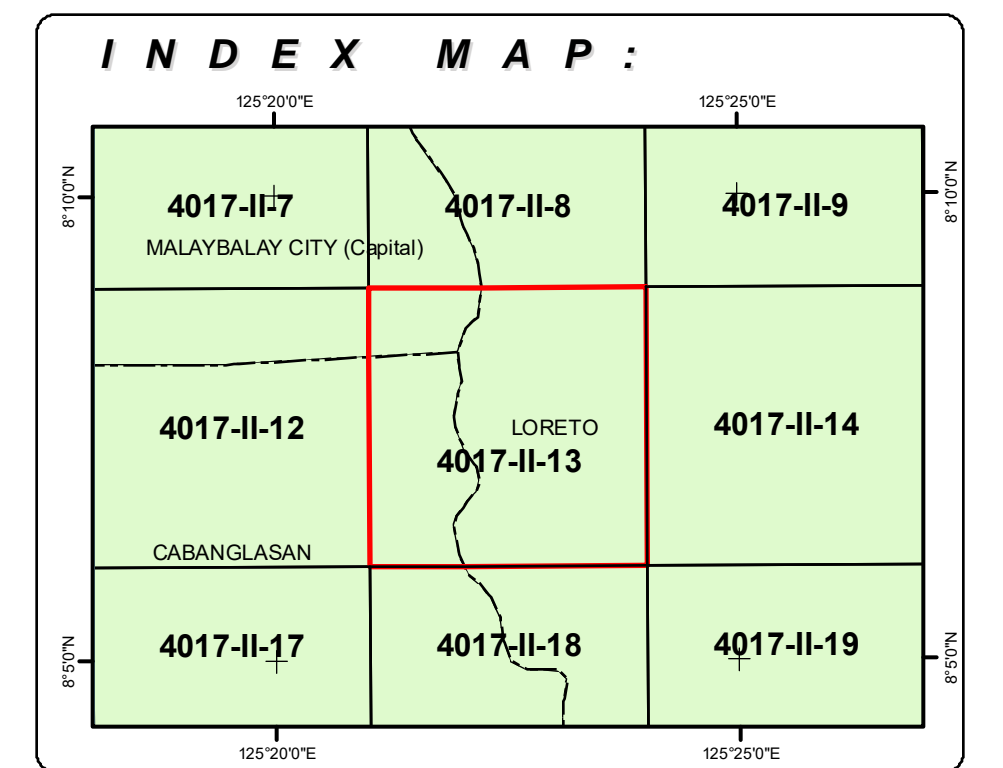 INDEX MAP:
125°20'0"E 125°25'0"E
8°10'0"N 8°10'0"N
4017-II-7 4017-II-8 4017-II-9
MALAYBALAY CITY (Capital)
4017-II-12 LORETO 4017-II-14
4017-II-13
CABANGLASAN
4017-II-17 4017-II-18 4017-II-19
8°5'0"N 8°5'0"N
125°20'0"E 125°25'0"E